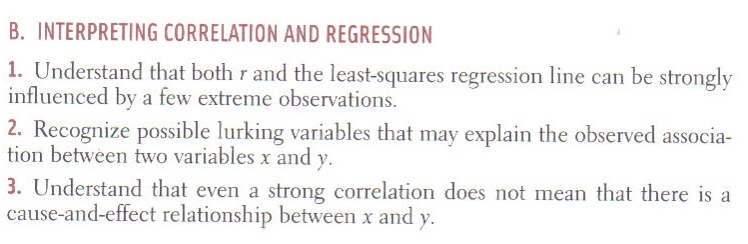 B. INTERPRETING CORRELATION AND REGRESSION
1. Understand that both r and the least-squares regression line can be strongly
influenced by a few extreme observations.
2. Recognize possible lurking variables that may explain the observed associa-
tion between two variables x and y.
3. Understand that even a strong correlation does not mean that there is a
cause-and-effect relationship between x and y.